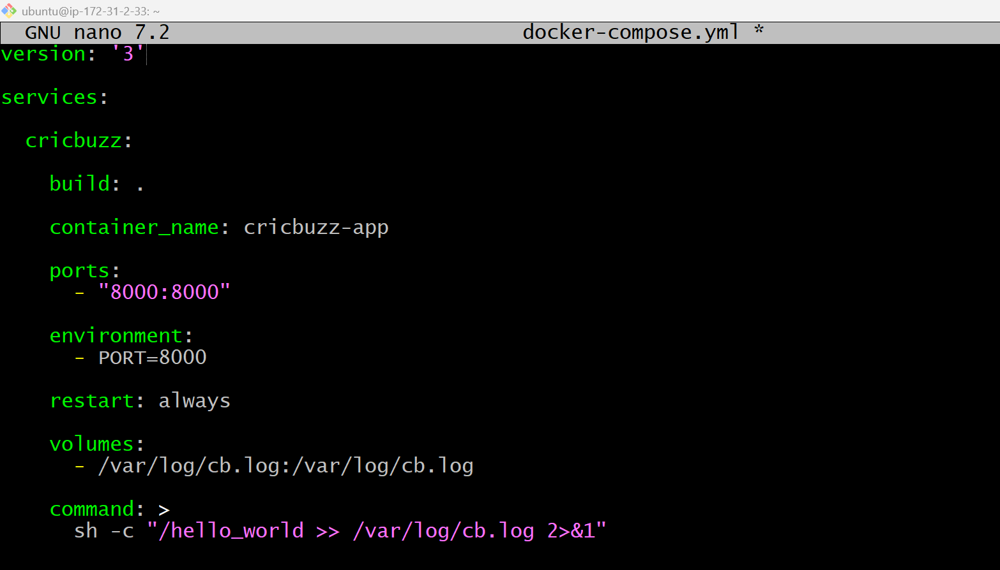 ubuntu@ip-172-31-2-33: ~
GNU nano 7.2 docker-compose.yml *
version: '3'
services:
cricbuzz:
build: .
container_name: cricbuzz-app
ports:
- "8000:8000"
environment:
- PORT=8000
restart: always
volumes:
- /var/log/cb.log:/var/log/cb.log
command: >
sh -c "/hello_world >> /var/log/cb.log 2>&1"